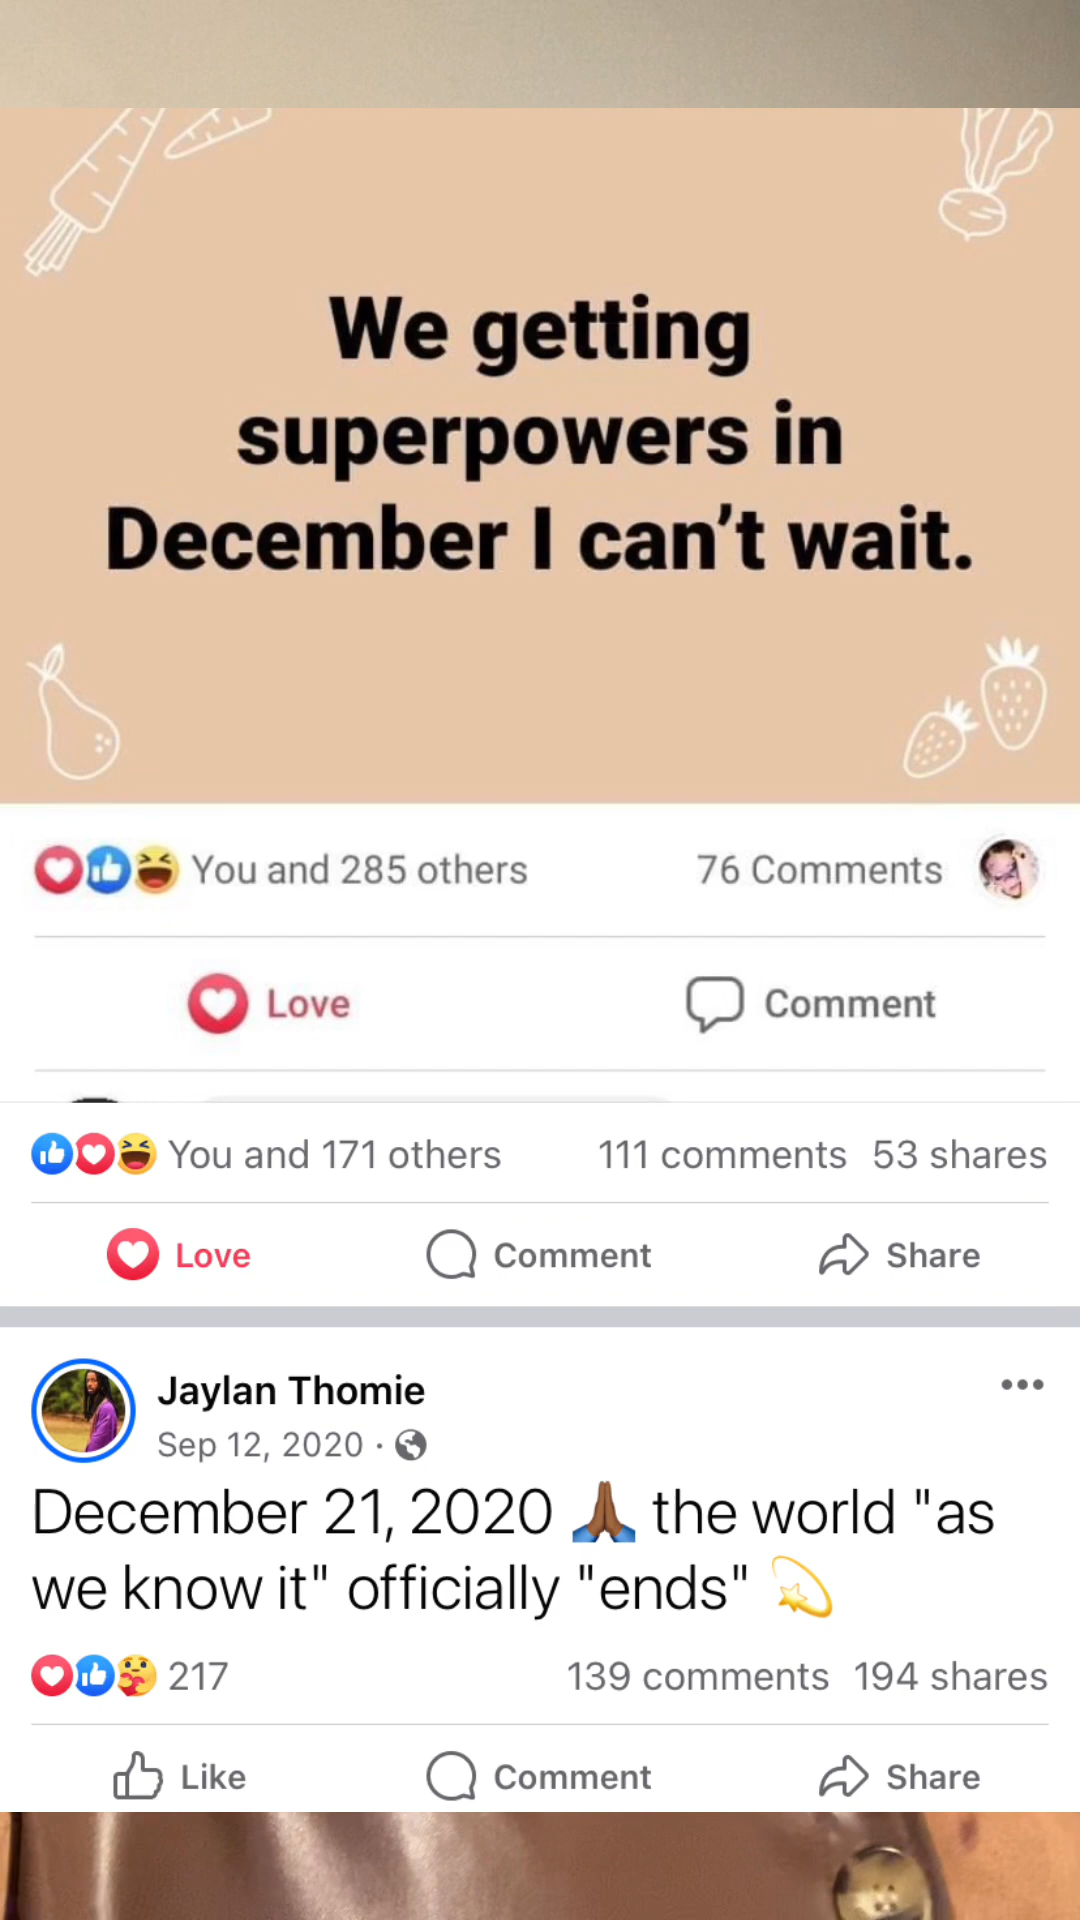 We getting
superpowers in
December I can't wait.
You and 285 others 76 Comments
Love Comment
You and 171 others 111 comments 53 shares
Love Comment Share
Jaylan Thomie
Sep 12, 2020 ·
December 21, 2020 🙏🏾 the world "as
we know it" officially "ends" 💫
217 139 comments 194 shares
Like Comment Share